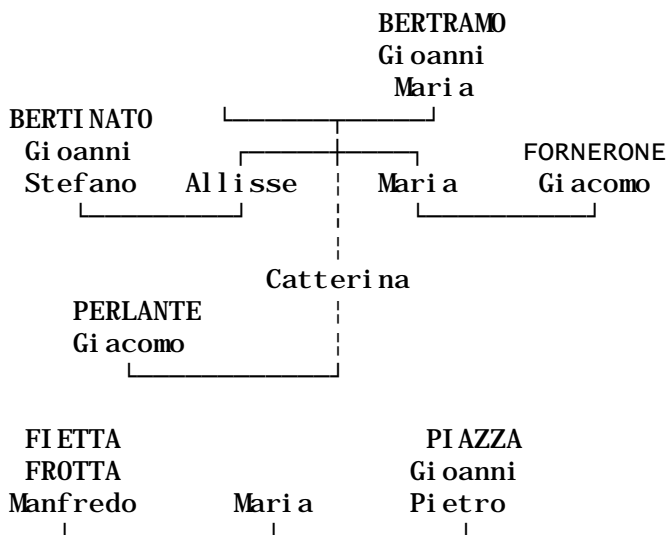 BERTRAMO
Gioanni
Maria
BERTINATO
Gioanni
Stefano Allisse Maria FORNERONE
Giacomo
Catterina
PERLANTE
Giacomo
FIETTA PIAZZA
FROTTA Gioanni
Manfredo Maria Pietro